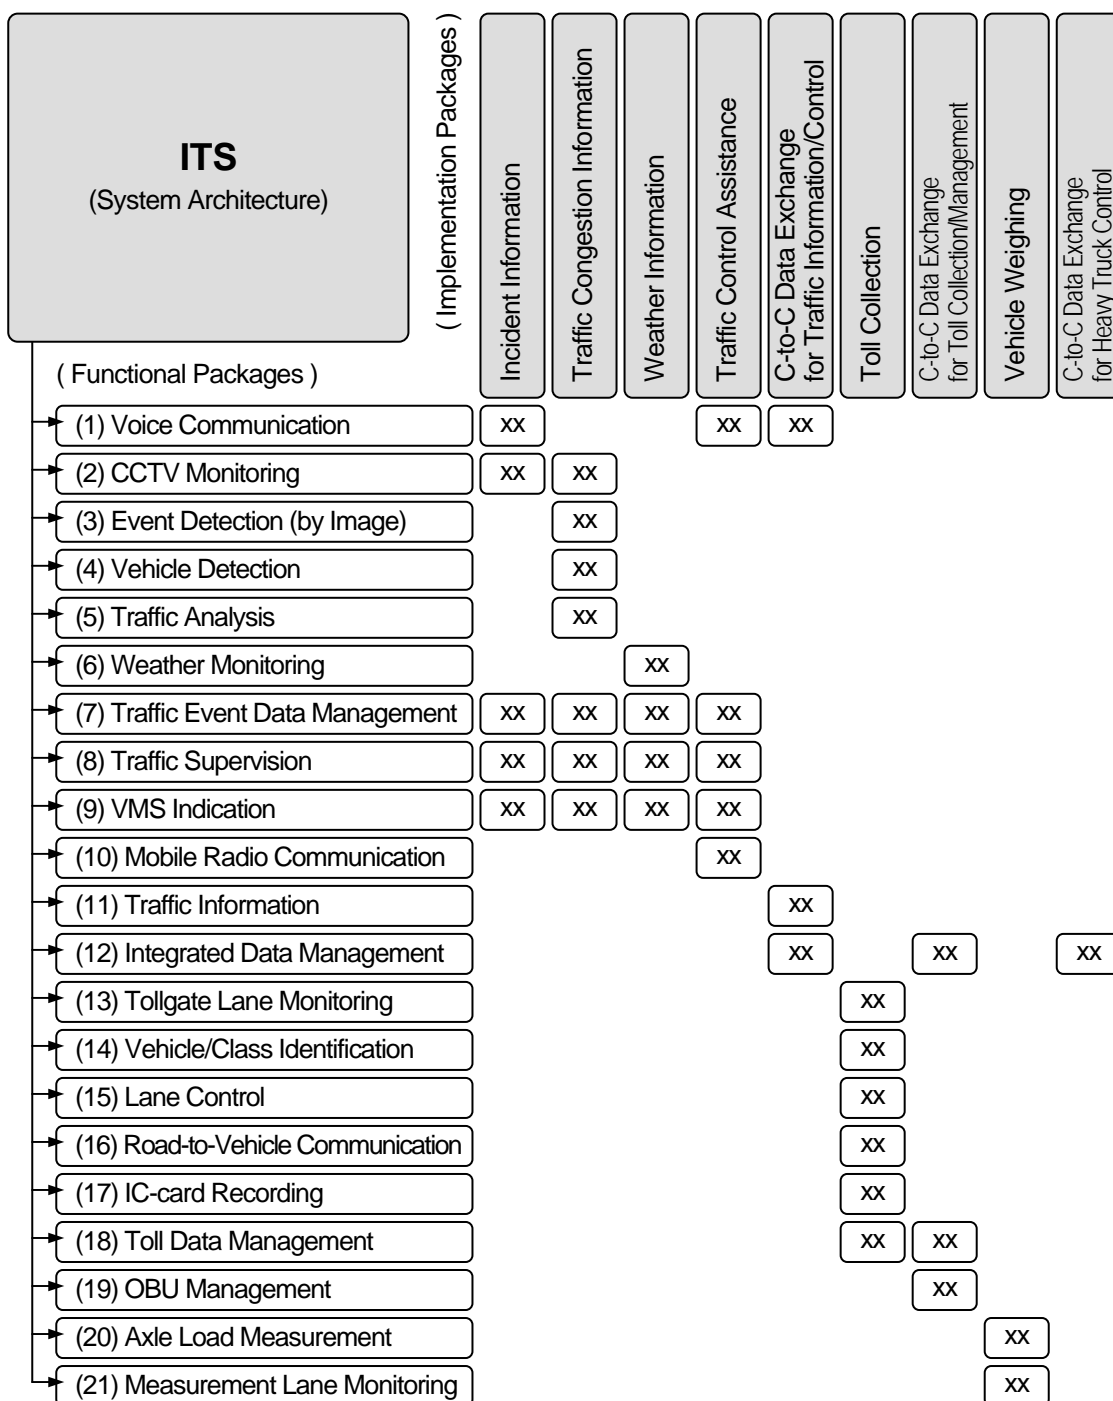 ITS
(System Architecture)
( Implementation Packages )
Incident Information
Traffic Congestion Information
Weather Information
Traffic Control Assistance
C-to-C Data Exchange
for Traffic Information/Control
Toll Collection
C-to-C Data Exchange
for Toll Collection/Management
Vehicle Weighing
C-to-C Data Exchange
for Heavy Truck Control
( Functional Packages )
(1) Voice Communication xx xx xx
(2) CCTV Monitoring xx xx
(3) Event Detection (by Image) xx
(4) Vehicle Detection xx
(5) Traffic Analysis xx
(6) Weather Monitoring xx
(7) Traffic Event Data Management xx xx xx xx
(8) Traffic Supervision xx xx xx xx
(9) VMS Indication xx xx xx xx
(10) Mobile Radio Communication xx
(11) Traffic Information xx
(12) Integrated Data Management xx xx xx
(13) Tollgate Lane Monitoring xx
(14) Vehicle/Class Identification xx
(15) Lane Control xx
(16) Road-to-Vehicle Communication xx
(17) IC-card Recording xx
(18) Toll Data Management xx xx
(19) OBU Management xx
(20) Axle Load Measurement xx
(21) Measurement Lane Monitoring xx